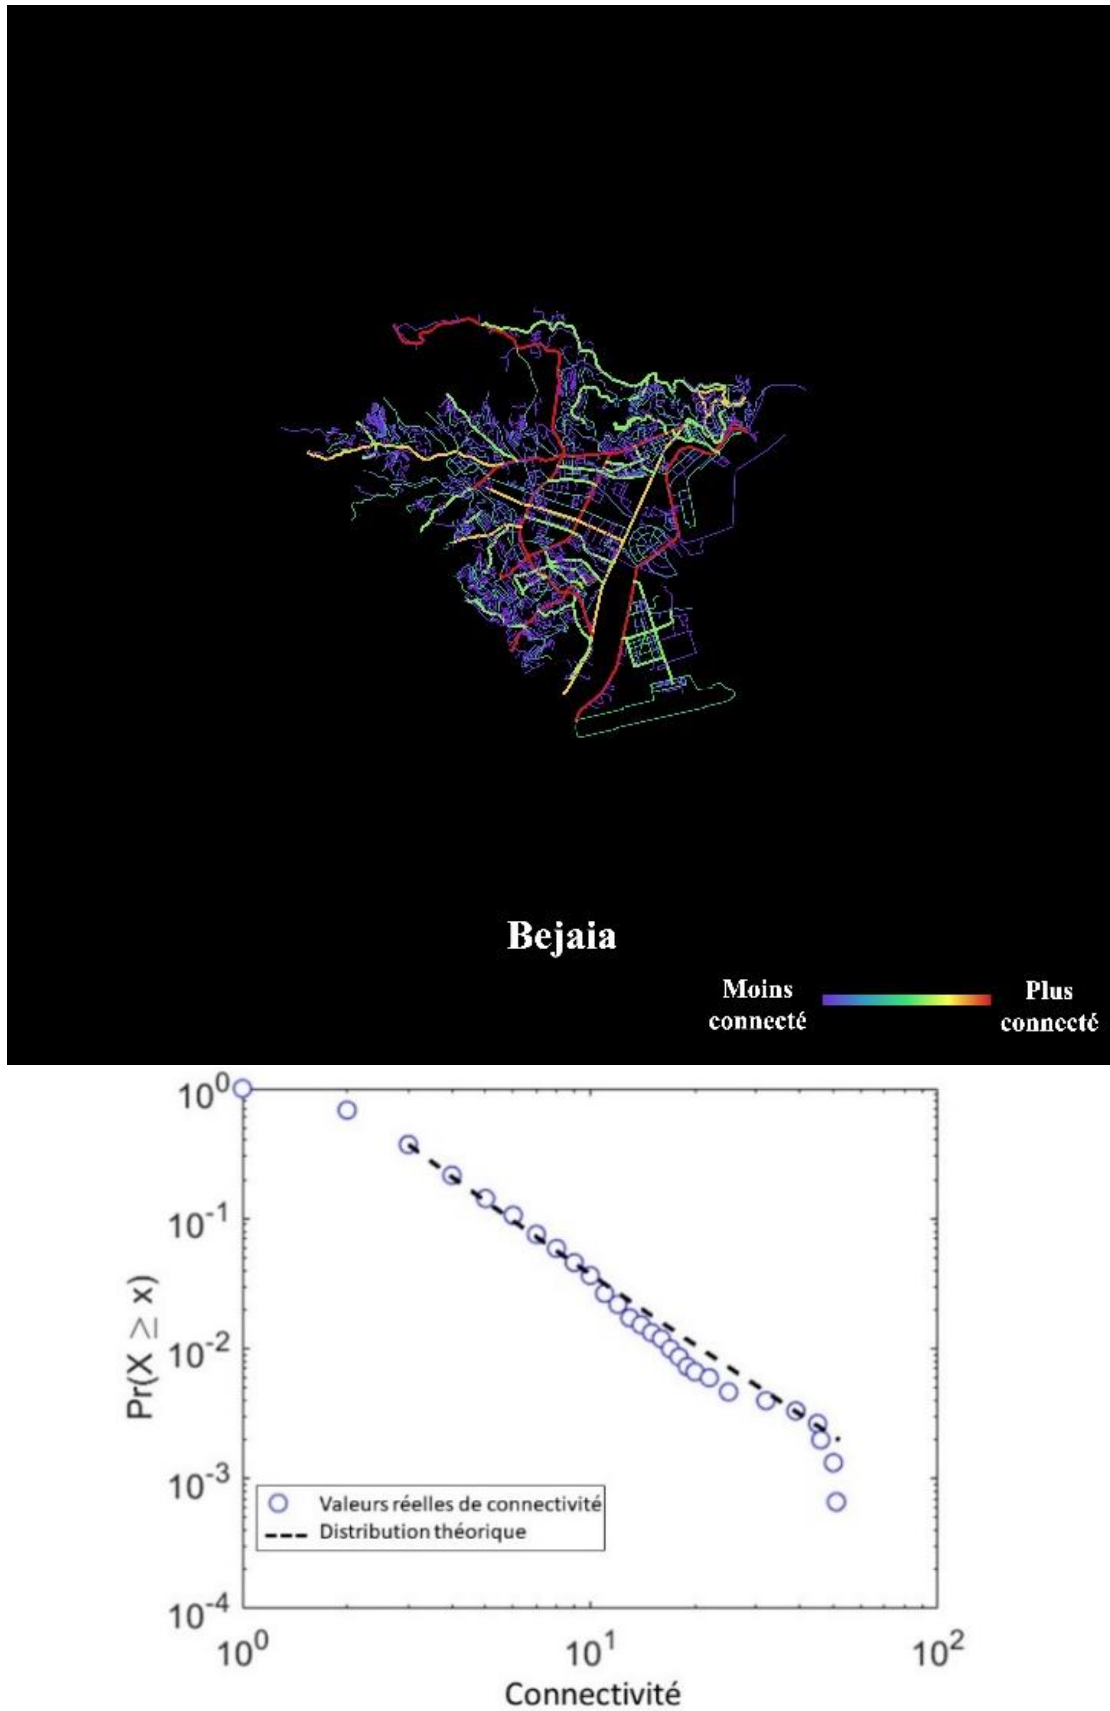 Bejaia
Moins connecté
Plus connecté
10^0
10^-1
10^-2
10^-3
10^-4
Pr(X ≥ x)
Valeurs réelles de connectivité
Distribution théorique
10^0
10^1
10^2
Connectivité